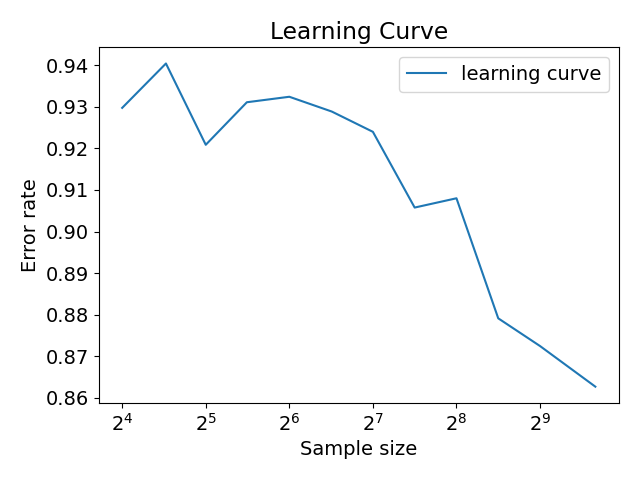 Learning Curve
learning curve
0.94
0.93
0.92
0.91
0.90
0.89
0.88
0.87
0.86
Error rate
2⁴ 2⁵ 2⁶ 2⁷ 2⁸ 2⁹
Sample size